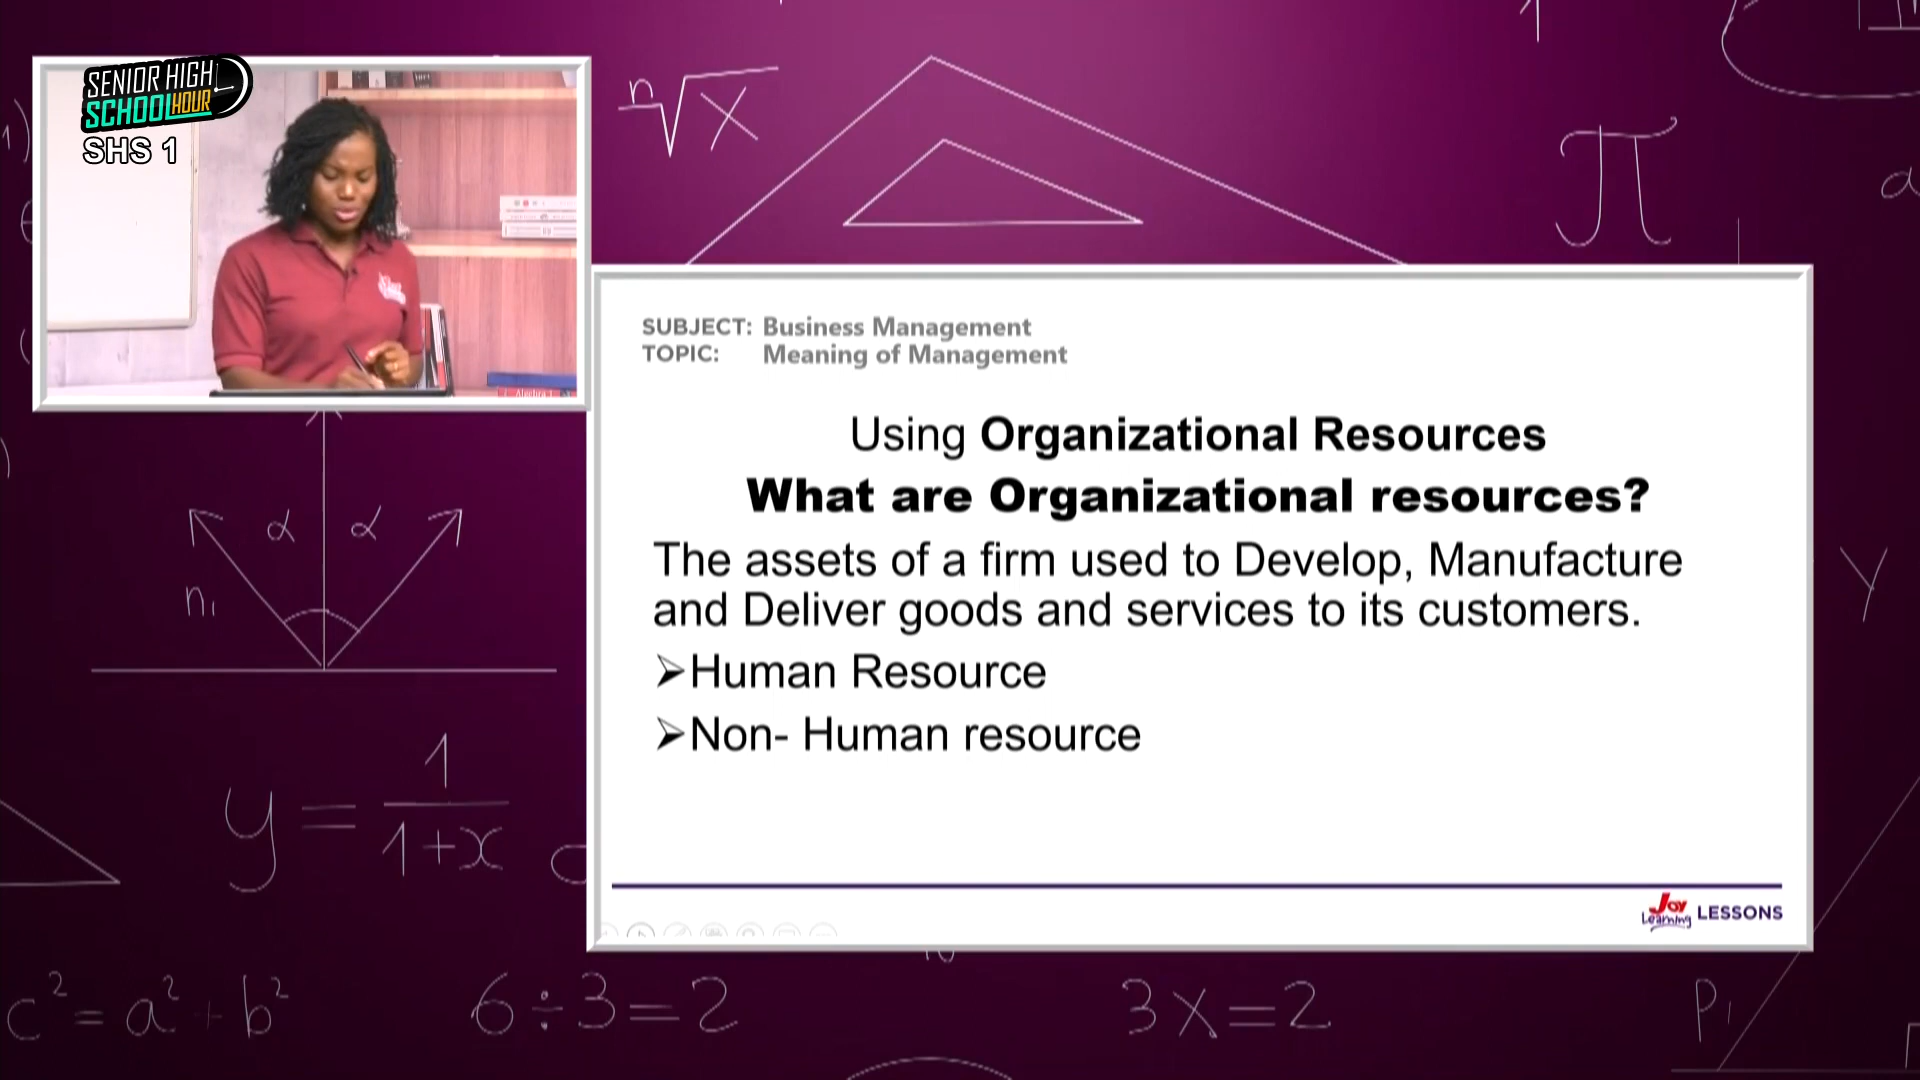 SENIOR HIGH
SCHOOL HOUR
SHS 1
n√x
π
SUBJECT: Business Management
TOPIC: Meaning of Management
Using Organizational Resources
What are Organizational resources?
The assets of a firm used to Develop, Manufacture
and Deliver goods and services to its customers.
➢Human Resource
➢Non- Human resource
Joy
Learning LESSONS
α α
n₁
y = 1/(1+x)
Y
c² = a² + b²
6÷3=2
3x=2
P₁